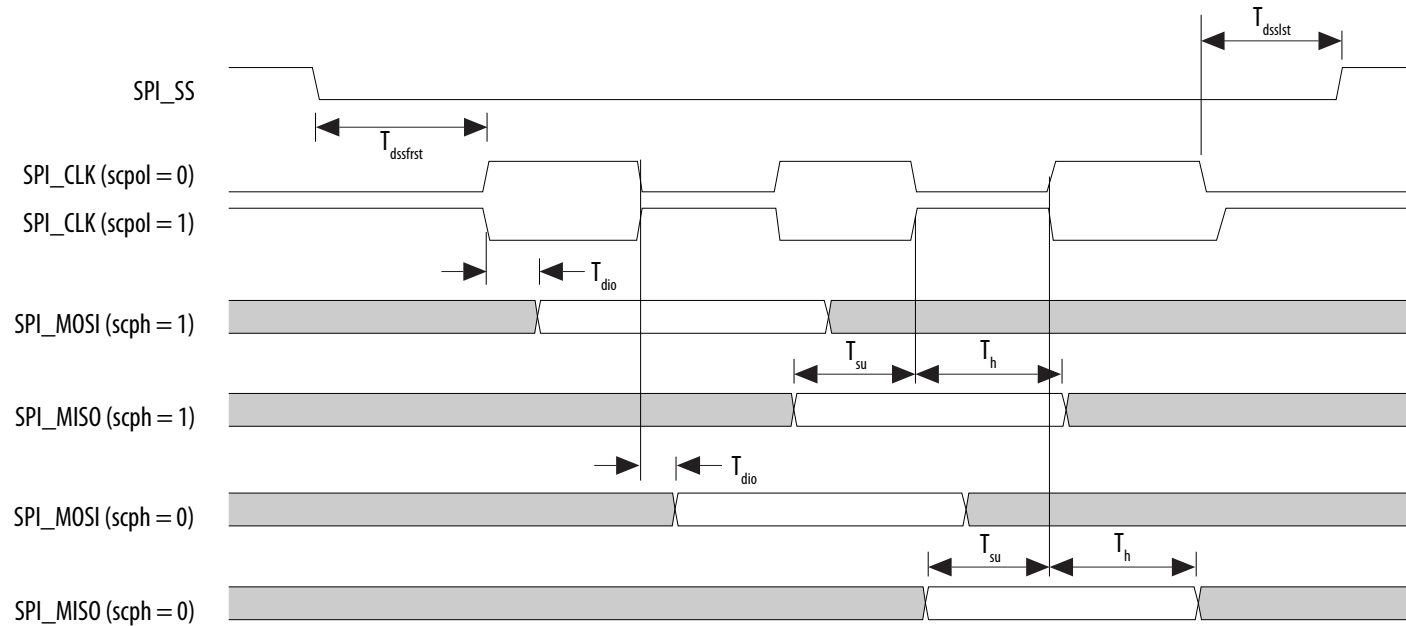 T_dsslst
SPI_SS
T_dssfrst
SPI_CLK (scpol = 0)
SPI_CLK (scpol = 1)
T_dio
SPI_MOSI (scph = 1)
T_su T_h
SPI_MISO (scph = 1)
T_dio
SPI_MOSI (scph = 0)
T_su T_h
SPI_MISO (scph = 0)